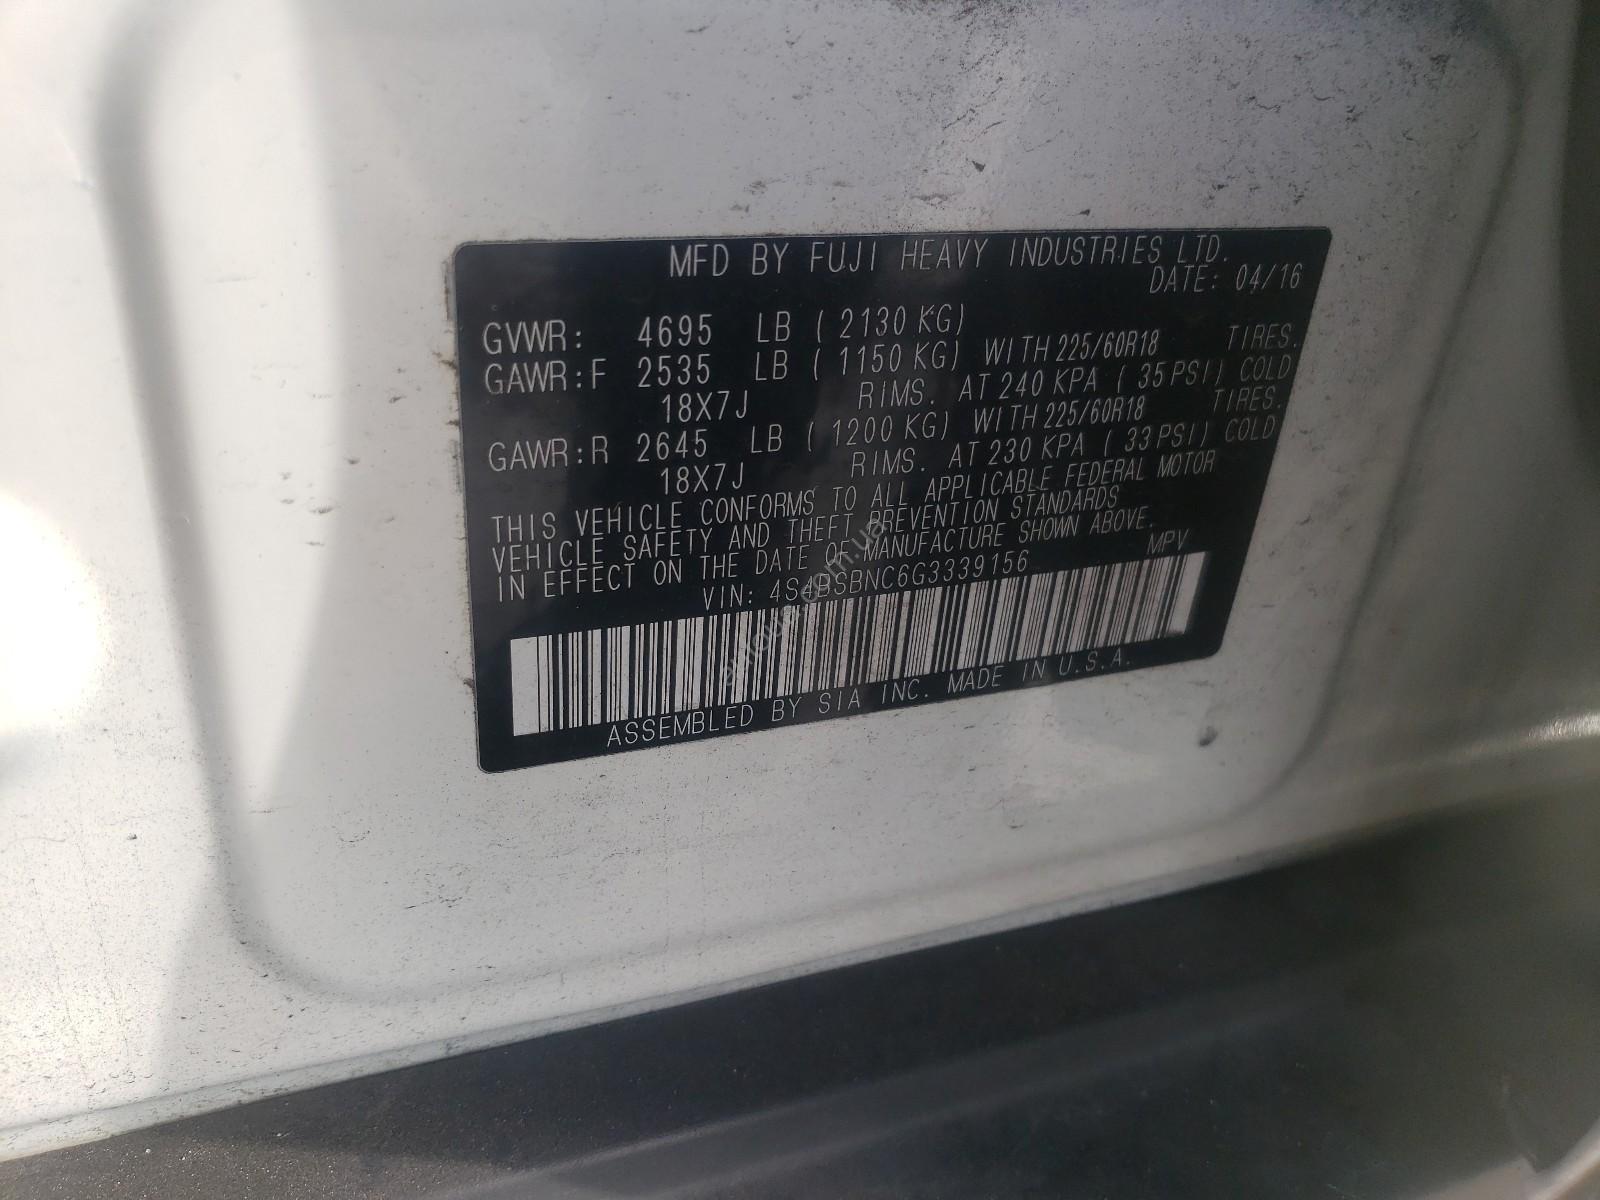 MFD BY FUJI HEAVY INDUSTRIES LTD.
DATE: 04/16
GVWR: 4695 LB ( 2130 KG)
GAWR:F 2535 LB ( 1150 KG) WITH 225/60R18 TIRES.
18X7J RIMS. AT 240 KPA ( 35 PSI) COLD
GAWR:R 2645 LB ( 1200 KG) WITH 225/60R18 TIRES.
18X7J RIMS. AT 230 KPA ( 33 PSI) COLD
THIS VEHICLE CONFORMS TO ALL APPLICABLE FEDERAL MOTOR
VEHICLE SAFETY AND THEFT PREVENTION STANDARDS
IN EFFECT ON THE DATE OF MANUFACTURE SHOWN ABOVE.
VIN: 4S4BSBNC6G3339156 MPV
ASSEMBLED BY SIA INC. MADE IN U.S.A.